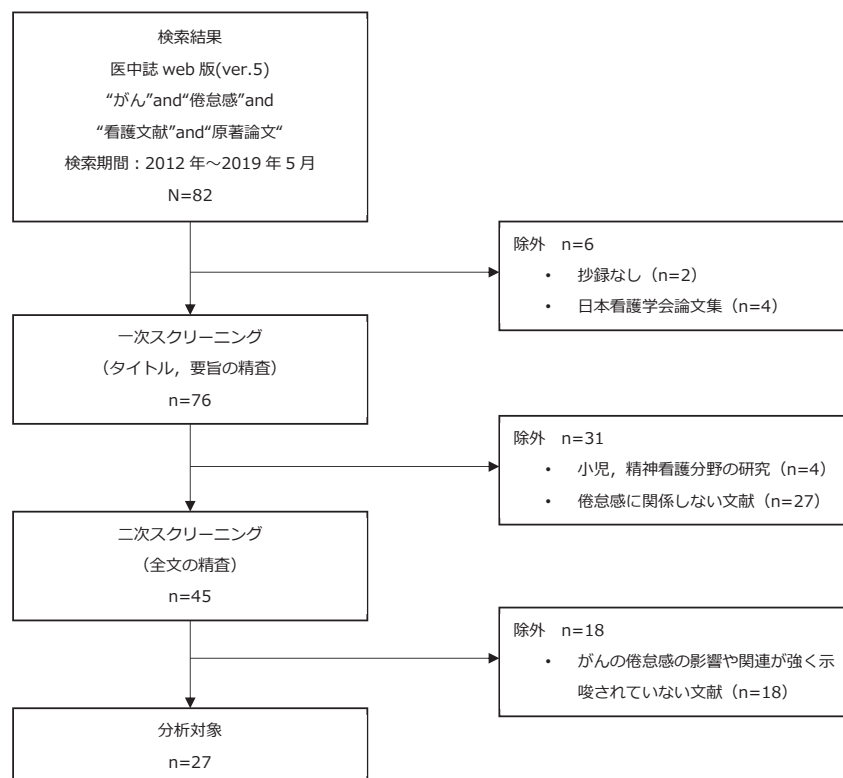 検索結果
医中誌 web 版(ver.5)
“がん”and“倦怠感”and
“看護文献”and“原著論文“
検索期間：2012 年～2019 年 5 月
N=82
除外　n=6
• 抄録なし（n=2）
• 日本看護学会論文集（n=4）
一次スクリーニング
（タイトル，要旨の精査）
n=76
除外　n=31
• 小児，精神看護分野の研究（n=4）
• 倦怠感に関係しない文献（n=27）
二次スクリーニング
（全文の精査）
n=45
除外　n=18
• がんの倦怠感の影響や関連が強く示
唆されていない文献（n=18）
分析対象
n=27